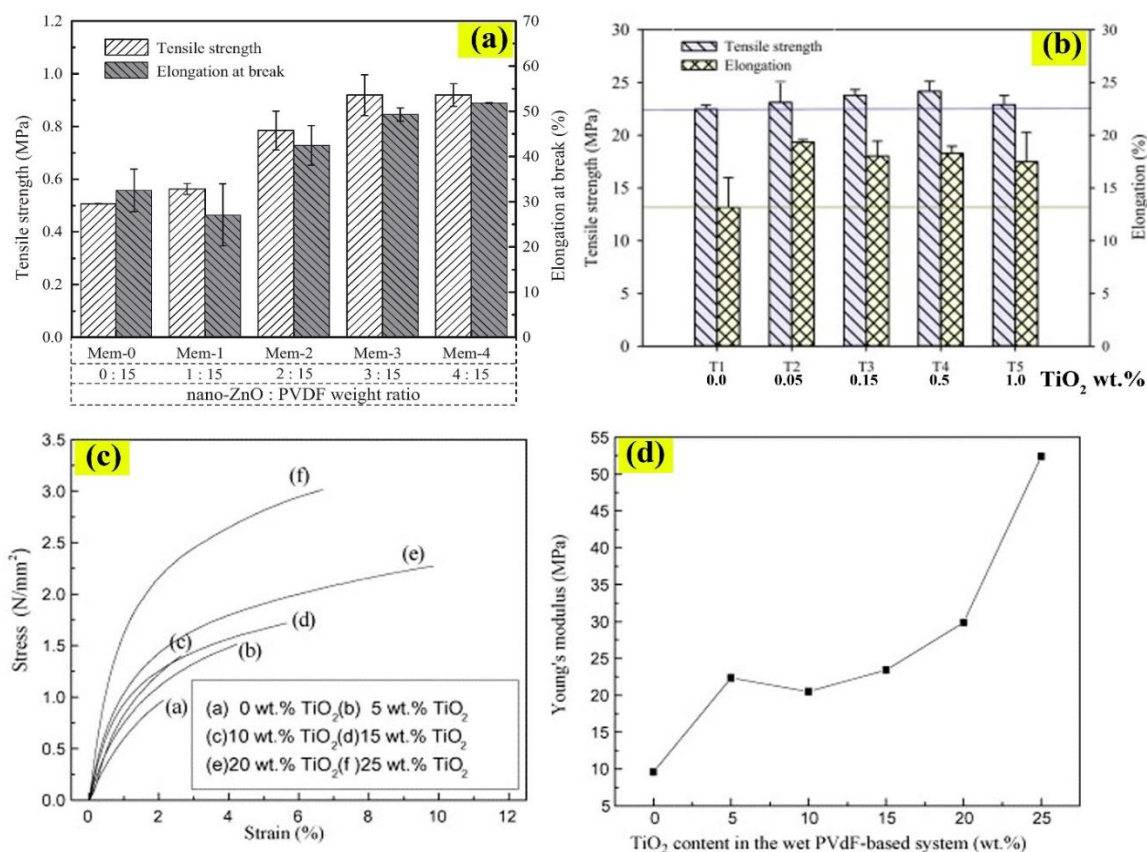 (a)
Tensile strength
Elongation at break
Tensile strength (MPa)
1.2
1.0
0.8
0.6
0.4
0.2
0.0
Elongation at break (%)
70
60
50
40
30
20
10
0
Mem-0 Mem-1 Mem-2 Mem-3 Mem-4
0 : 15 1 : 15 2 : 15 3 : 15 4 : 15
nano-ZnO : PVDF weight ratio
(b)
Tensile strength
Elongation
Tensile strength (MPa)
30
25
20
15
10
5
0
Elongation (%)
30
25
20
15
10
5
0
T1 T2 T3 T4 T5
0.0 0.05 0.15 0.5 1.0 TiO2 wt.%
(c)
Stress (N/mm²)
3.5
3.0
2.5
2.0
1.5
1.0
0.5
0.0
(f)
(e)
(d)
(c)
(b)
(a)
(a) 0 wt.% TiO2 (b) 5 wt.% TiO2
(c)10 wt.% TiO2 (d)15 wt.% TiO2
(e)20 wt.% TiO2 (f )25 wt.% TiO2
0 2 4 6 8 10 12
Strain (%)
(d)
Young's modulus (MPa)
55
50
45
40
35
30
25
20
15
10
5
0 5 10 15 20 25
TiO2 content in the wet PVdF-based system (wt.%)